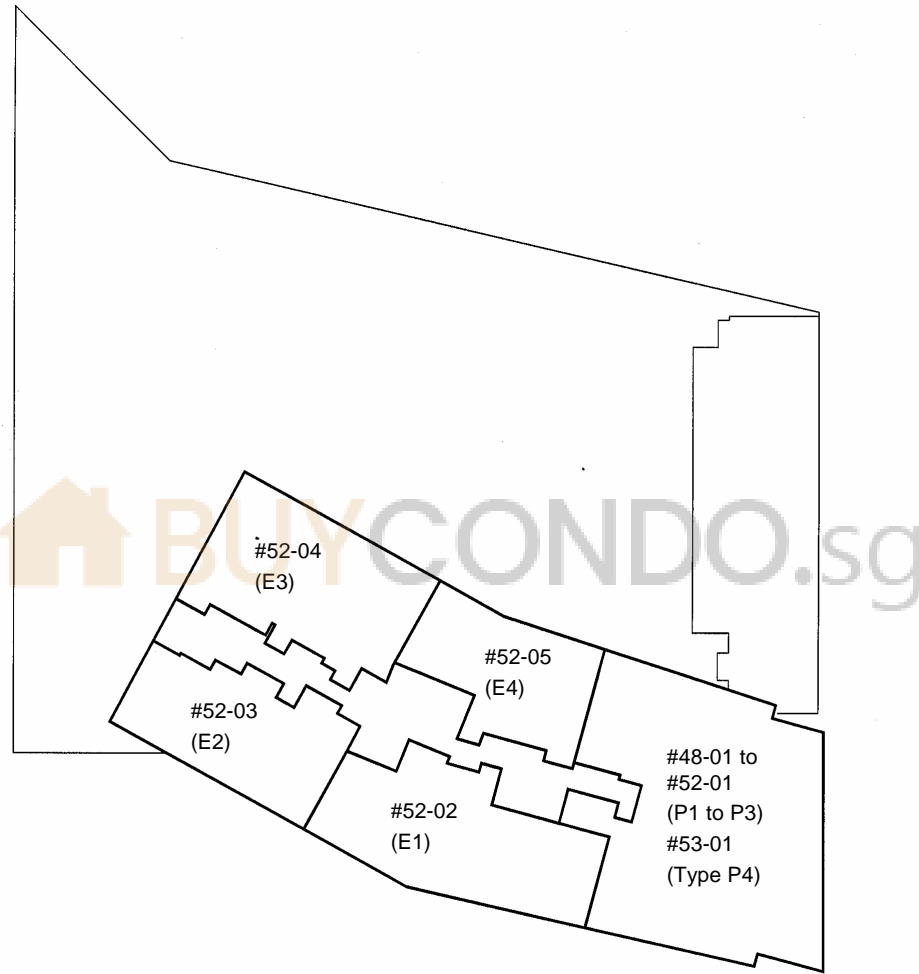 BUYCONDO.sg
#52-04
(E3)
#52-05
(E4)
#52-03
(E2)
#48-01 to
#52-01
(P1 to P3)
#53-01
(Type P4)
#52-02
(E1)